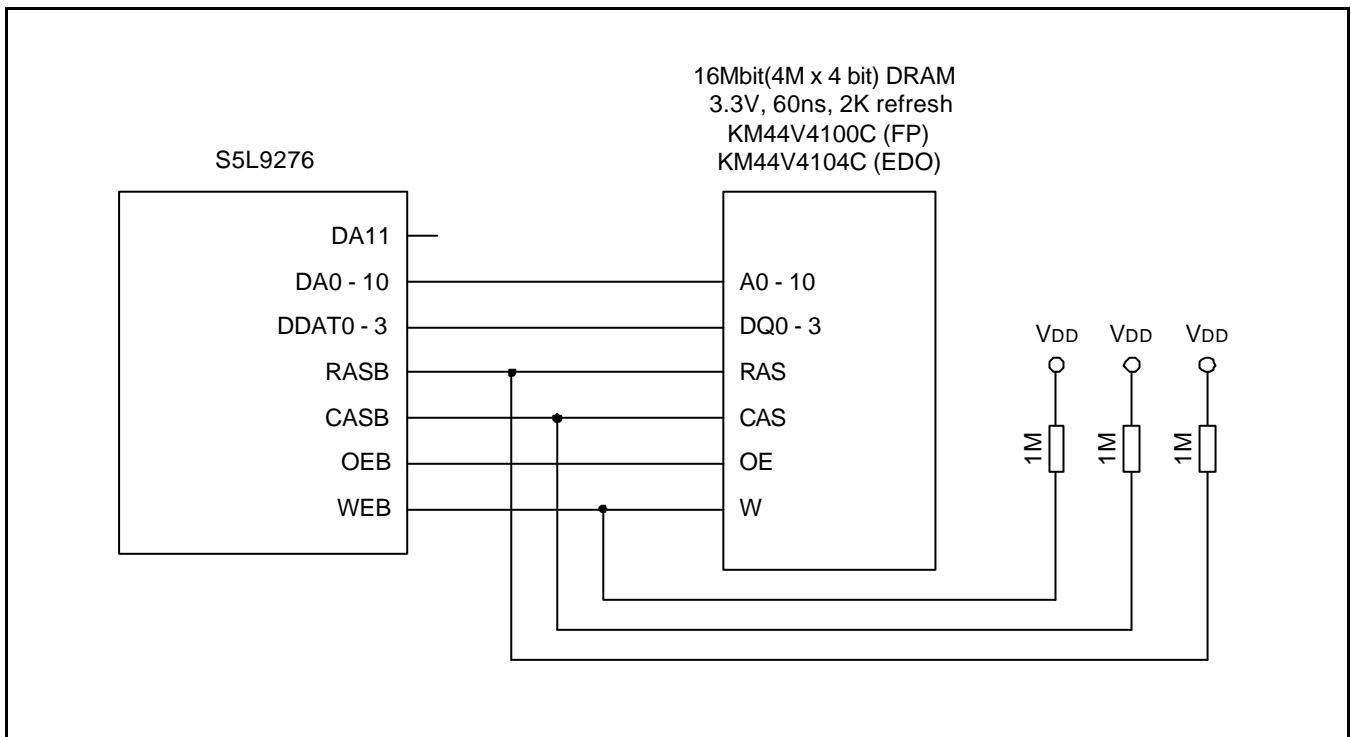 16Mbit(4M x 4 bit) DRAM
3.3V, 60ns, 2K refresh
KM44V4100C (FP)
KM44V4104C (EDO)
S5L9276
DA11
DA0 - 10
A0 - 10
DDAT0 - 3
DQ0 - 3
RASB
RAS
CASB
CAS
OEB
OE
WEB
W
VDD
VDD
VDD
1M
1M
1M